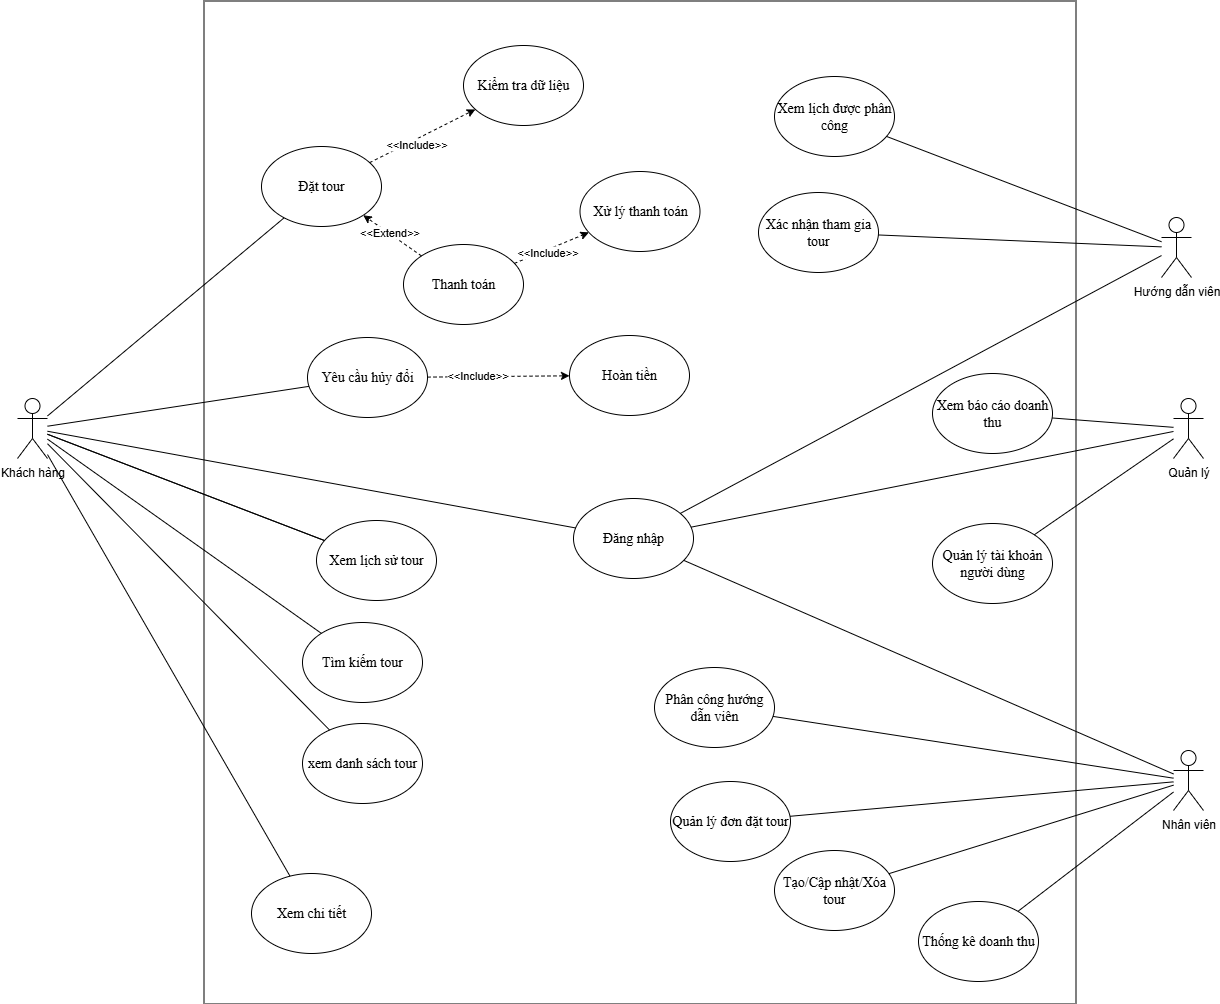 Kiểm tra dữ liệu
<<Include>>
Đặt tour
<<Extend>>
Xử lý thanh toán
<<Include>>
Thanh toán
Xem lịch được phân
công
Xác nhận tham gia
tour
Hướng dẫn viên
Yêu cầu hủy đổi
<<Include>>
Hoàn tiền
Xem báo cáo doanh
thu
Quản lý
Khách hàng
Đăng nhập
Xem lịch sử tour
Quản lý tài khoản
người dùng
Tìm kiếm tour
Phân công hướng
dẫn viên
xem danh sách tour
Quản lý đơn đặt tour
Nhân viên
Tạo/Cập nhật/Xóa
tour
Xem chi tiết
Thống kê doanh thu